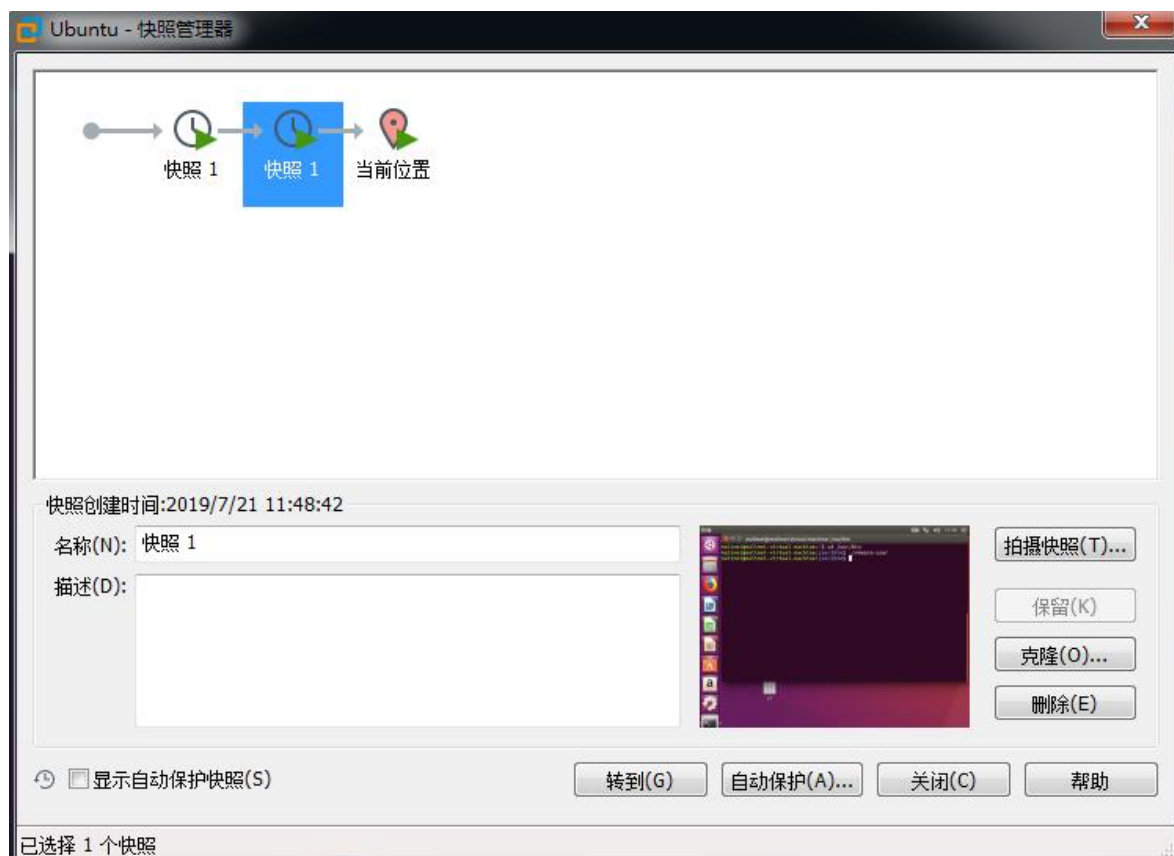 Ubuntu - 快照管理器
快照 1
快照 1
当前位置
快照创建时间:2019/7/21 11:48:42
名称(N): 快照 1
描述(D):
拍摄快照(T)...
保留(K)
克隆(O)...
删除(E)
显示自动保护快照(S)
转到(G)
自动保护(A)...
关闭(C)
帮助
已选择 1 个快照